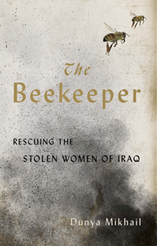 The
Beekeeper
RESCUING THE
STOLEN WOMEN OF IRAQ
Dunya Mikhail